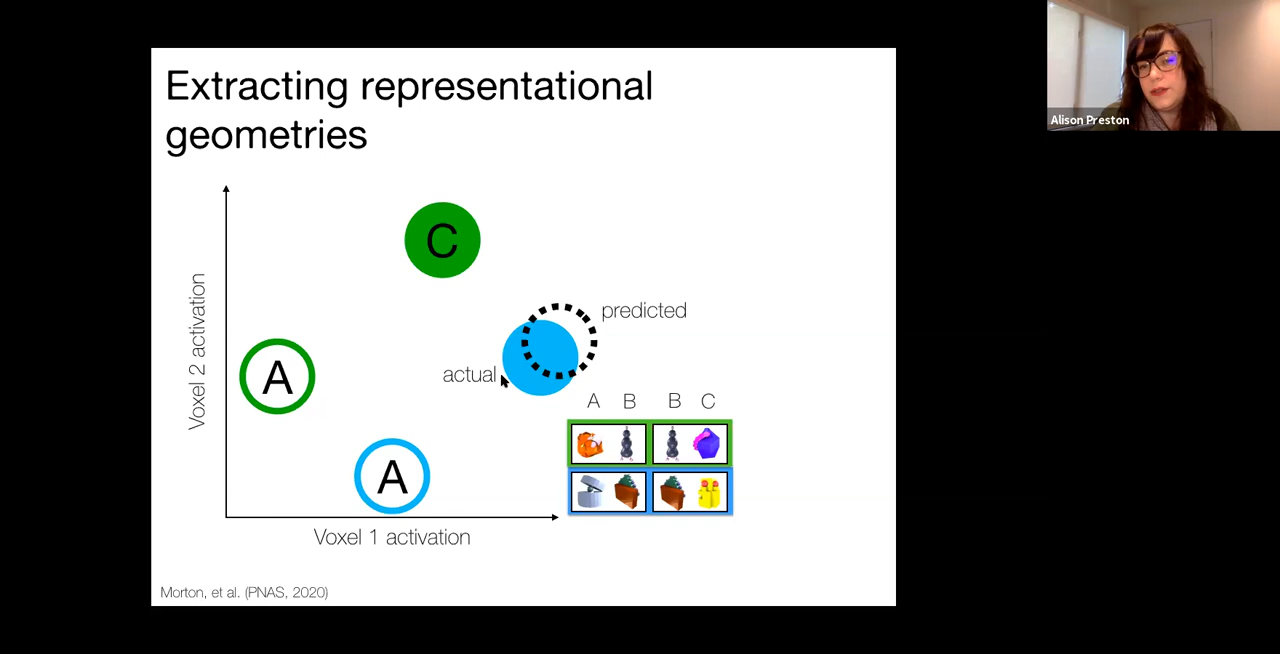 Extracting representational
geometries
Alison Preston
C
predicted
Voxel 2 activation
actual
A
A B B C
A
Voxel 1 activation
Morton, et al. (PNAS, 2020)